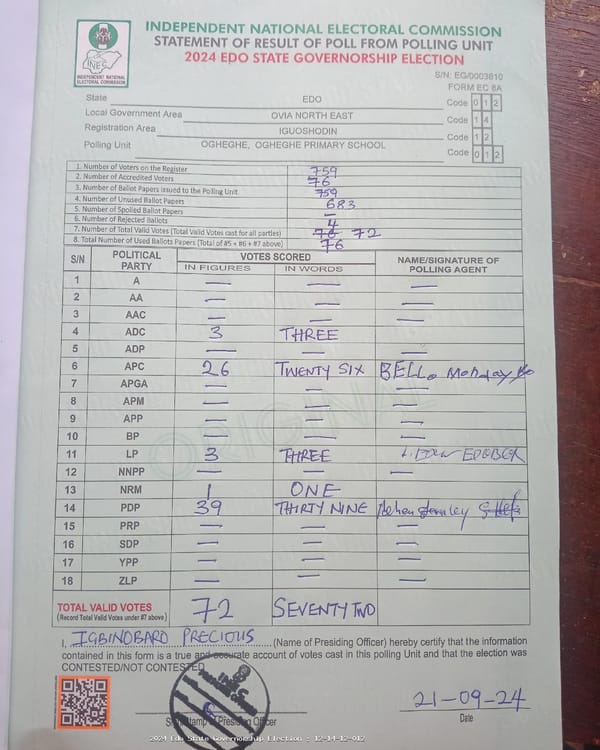 INDEPENDENT NATIONAL ELECTORAL COMMISSION
STATEMENT OF RESULT OF POLL FROM POLLING UNIT
2024 EDO STATE GOVERNORSHIP ELECTION
INEC
INDEPENDENT NATIONAL
ELECTORAL COMMISSION
S/N: EG/0003810
FORM EC 8A
State EDO Code 0 1 2
Local Government Area OVIA NORTH EAST Code 1 4
Registration Area IGUOSHODIN Code 1 2
Polling Unit OGHEGHE, OGHEGHE PRIMARY SCHOOL Code 0 1 2
1. Number of Voters on the Register 759
2. Number of Accredited Voters 76
3. Number of Ballot Papers issued to the Polling Unit 759
4. Number of Unused Ballot Papers 683
5. Number of Spoiled Ballot Papers —
6. Number of Rejected Ballots 4
7. Number of Total Valid Votes (Total Valid Votes cast for all parties) 76 72
8. Total Number of Used Ballots Papers (Total of #5 + #6 + #7 above) 76
S/N POLITICAL PARTY VOTES SCORED NAME/SIGNATURE OF POLLING AGENT
IN FIGURES IN WORDS
1 A — — —
2 AA — — —
3 AAC — — —
4 ADC 3 THREE
5 ADP — — —
6 APC 26 TWENTY SIX BELLO Monday
7 APGA — — —
8 APM — — —
9 APP — — —
10 BP — — —
11 LP 3 THREE
12 NNPP — — —
13 NRM 1 ONE
14 PDP 39 THIRTY NINE
15 PRP — — —
16 SDP — — —
17 YPP — — —
18 ZLP — — —
TOTAL VALID VOTES 72 SEVENTY TWO
(Record Total Valid Votes under #7 above)
I, IGBINOBARO PRECIOUS (Name of Presiding Officer) hereby certify that the information
contained in this form is a true and accurate account of votes cast in this polling Unit and that the election was
CONTESTED/NOT CONTESTED
21-09-24
Presiding Officer
Date
2024 Edo State Governorship Election : 12-14-12-012
ORIGINAL